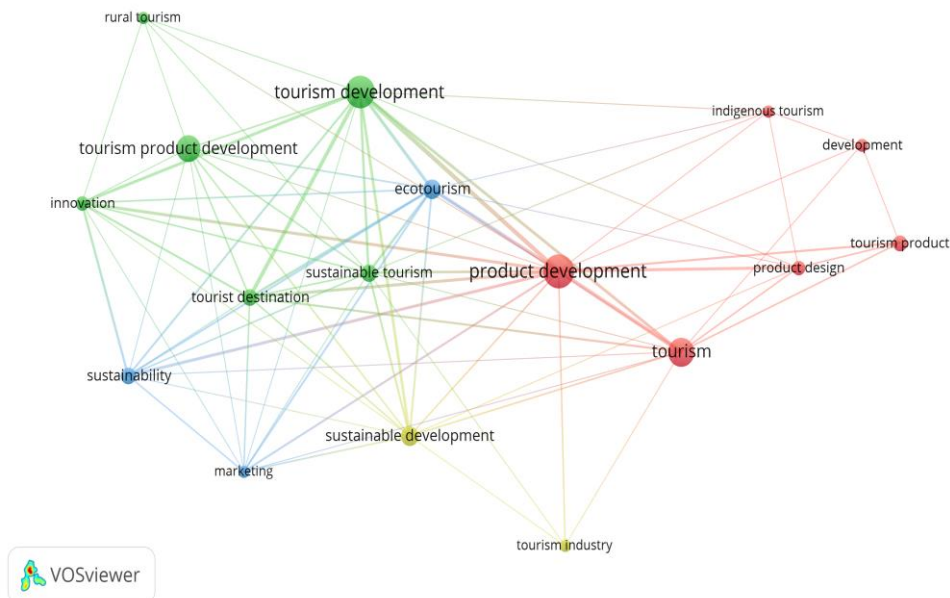 rural tourism
tourism development
indigenous tourism
development
tourism product development
ecotourism
innovation
tourism product
sustainable tourism
product development
product design
tourist destination
tourism
sustainability
sustainable development
marketing
tourism industry
VOSviewer